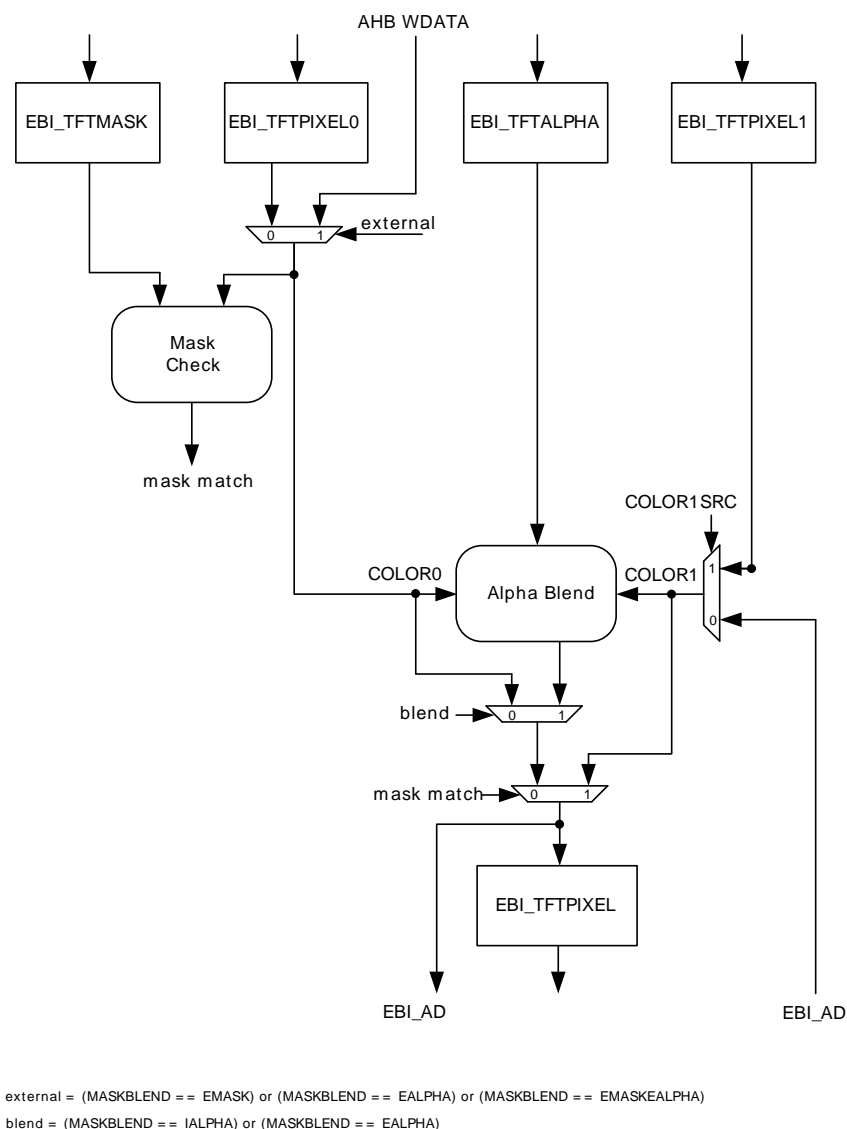 AHB WDATA
EBI_TFTMASK
EBI_TFTPIXEL0
EBI_TFTALPHA
EBI_TFTPIXEL1
external
0
1
Mask
Check
mask match
COLOR1SRC
COLOR0
Alpha Blend
COLOR1
1
0
blend
0
1
mask match
0
1
EBI_TFTPIXEL
EBI_AD
EBI_AD
external = (MASKBLEND == EMASK) or (MASKBLEND == EALPHA) or (MASKBLEND == EMASKEALPHA)
blend = (MASKBLEND == IALPHA) or (MASKBLEND == EALPHA)